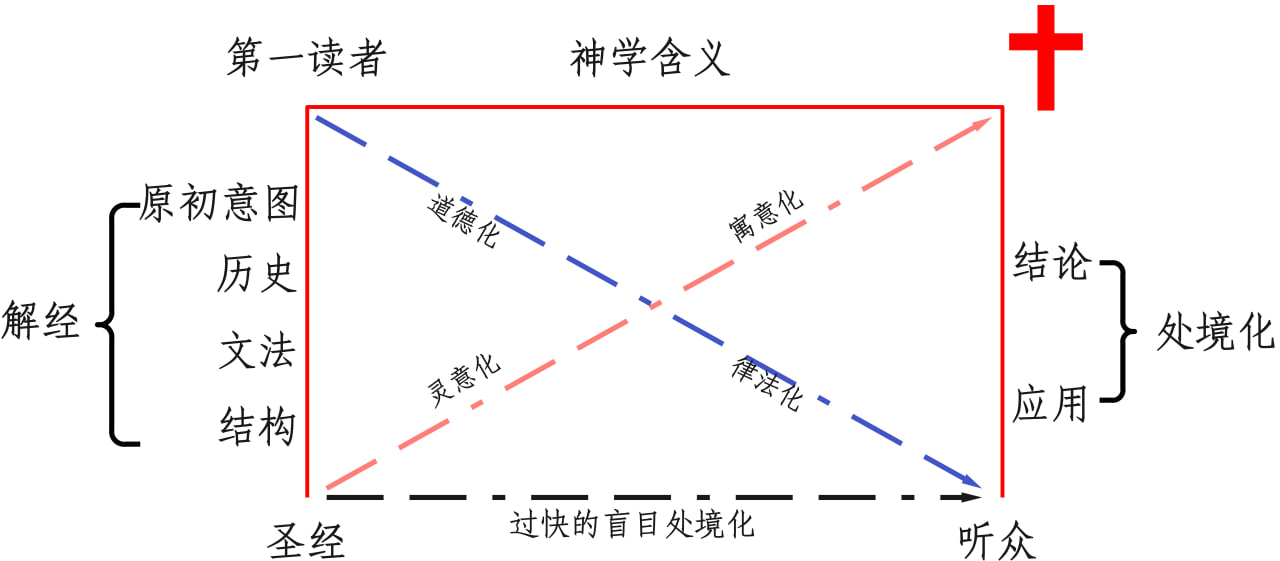 第一读者
神学含义
原初意图
历史
文法
结构
解经
道德化
寓意化
灵意化
律法化
结论
应用
处境化
圣经
过快的盲目处境化
听众